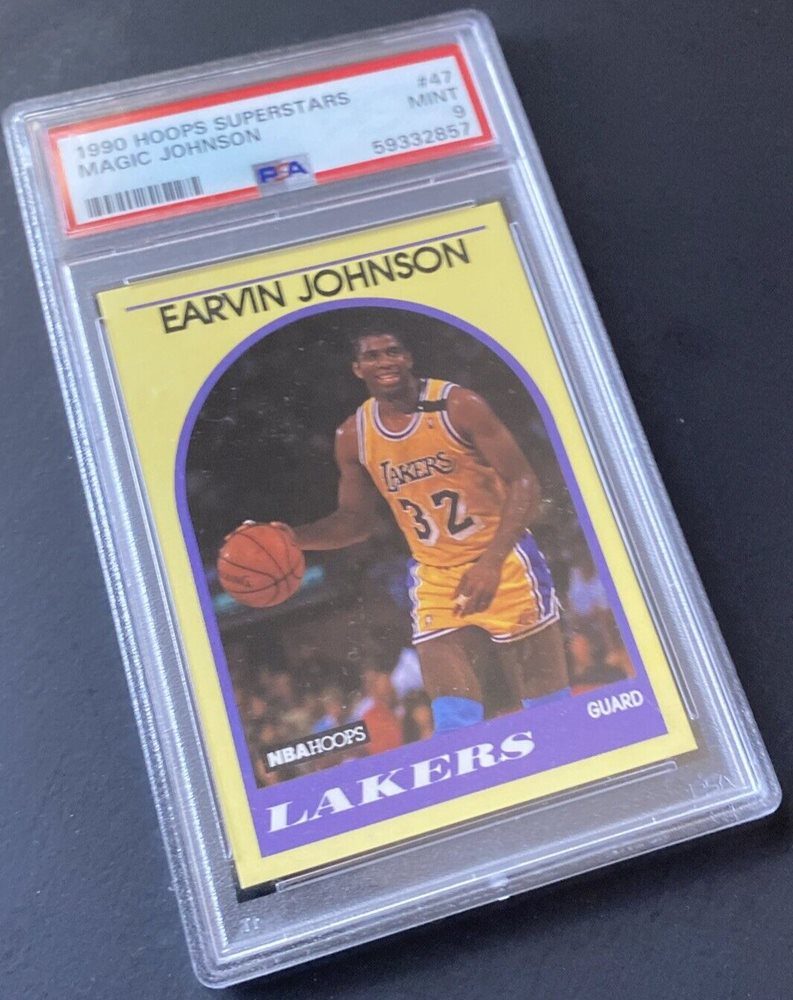 1990 HOOPS SUPERSTARS #47
MAGIC JOHNSON MINT 9
PSA 59332857
EARVIN JOHNSON
LAKERS
32
NBA HOOPS
GUARD
LAKERS